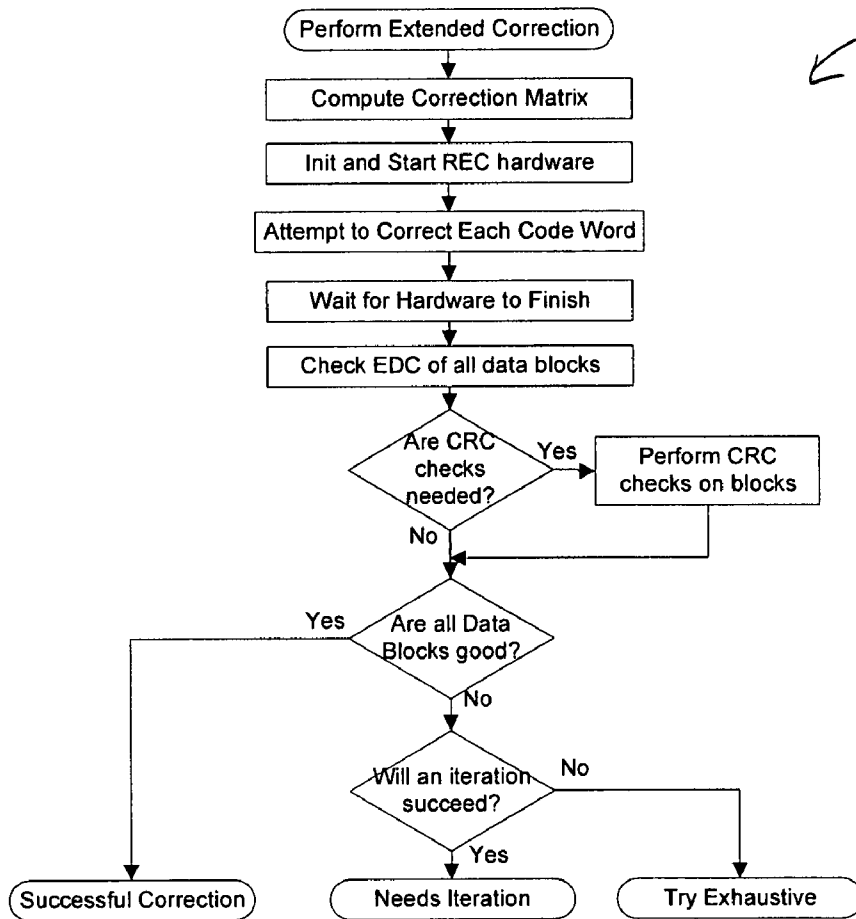 Perform Extended Correction
Compute Correction Matrix
Init and Start REC hardware
Attempt to Correct Each Code Word
Wait for Hardware to Finish
Check EDC of all data blocks
Are CRC
checks
needed?
Yes
Perform CRC
checks on blocks
No
Yes
Are all Data
Blocks good?
No
Will an iteration
succeed?
No
Yes
Successful Correction
Needs Iteration
Try Exhaustive